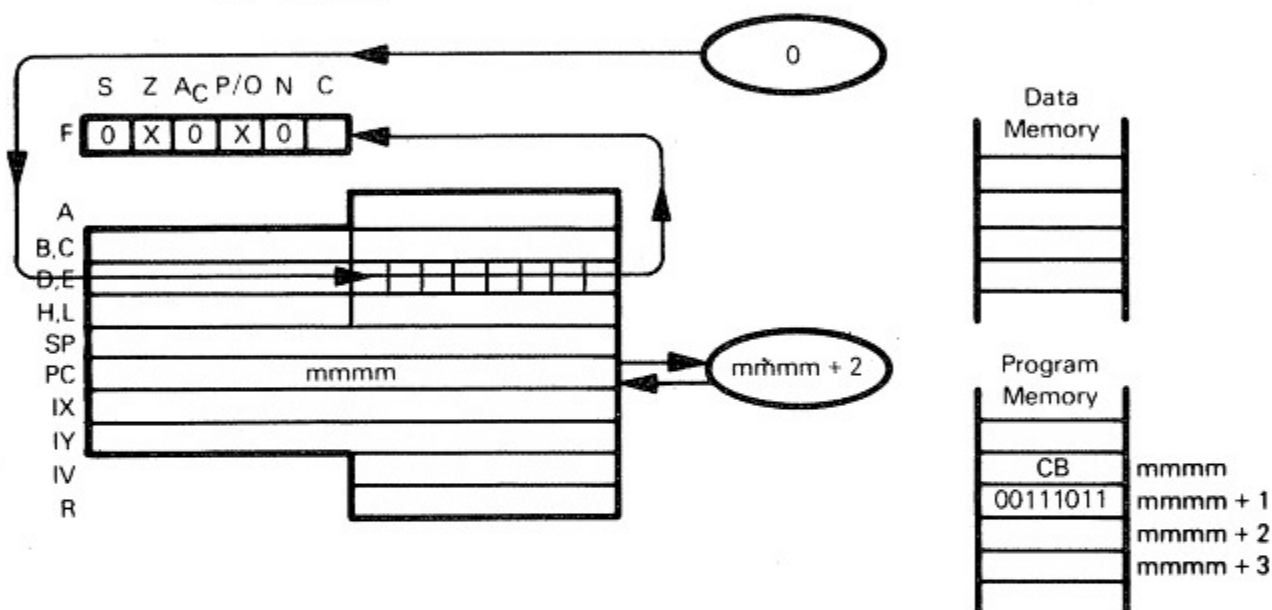 0
S Z AC P/O N C
F 0 X 0 X 0
Data
Memory
A
B,C
D,E
H,L
SP
PC mmmm
mmmm + 2
IX
IY
IV
R
Program
Memory
CB mmmm
00111011 mmmm + 1
mmmm + 2
mmmm + 3